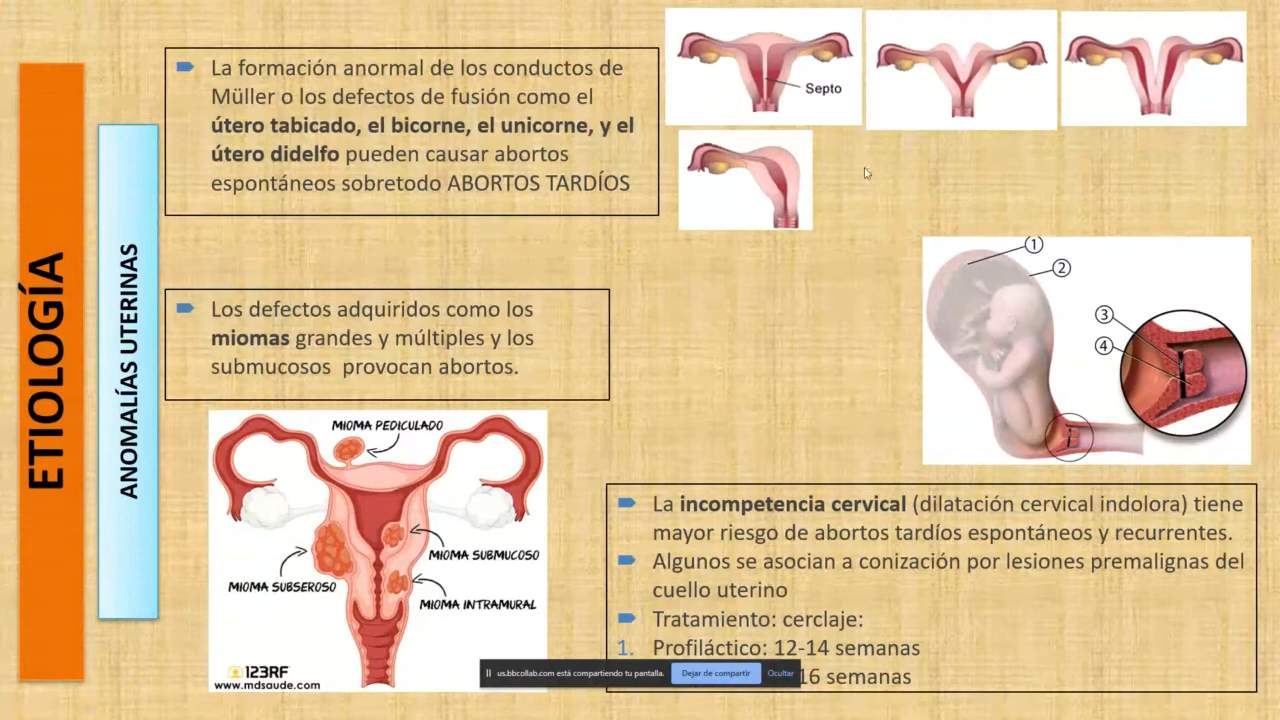 ETIOLOGÍA
ANOMALÍAS UTERINAS
La formación anormal de los conductos de
Müller o los defectos de fusión como el
útero tabicado, el bicorne, el unicorne, y el
útero didelfo pueden causar abortos
espontáneos sobretodo ABORTOS TARDÍOS
Septo
Los defectos adquiridos como los
miomas grandes y múltiples y los
submucosos provocan abortos.
1
2
3
4
MIOMA PEDICULADO
MIOMA SUBMUCOSO
MIOMA SUBSEROSO
MIOMA INTRAMURAL
123RF
www.mdsaude.com
La incompetencia cervical (dilatación cervical indolora) tiene
mayor riesgo de abortos tardíos espontáneos y recurrentes.
Algunos se asocian a conización por lesiones premalignas del
cuello uterino
Tratamiento: cerclaje:
1. Profiláctico: 12-14 semanas
16 semanas
us.bbcollab.com está compartiendo tu pantalla. Dejar de compartir Ocultar